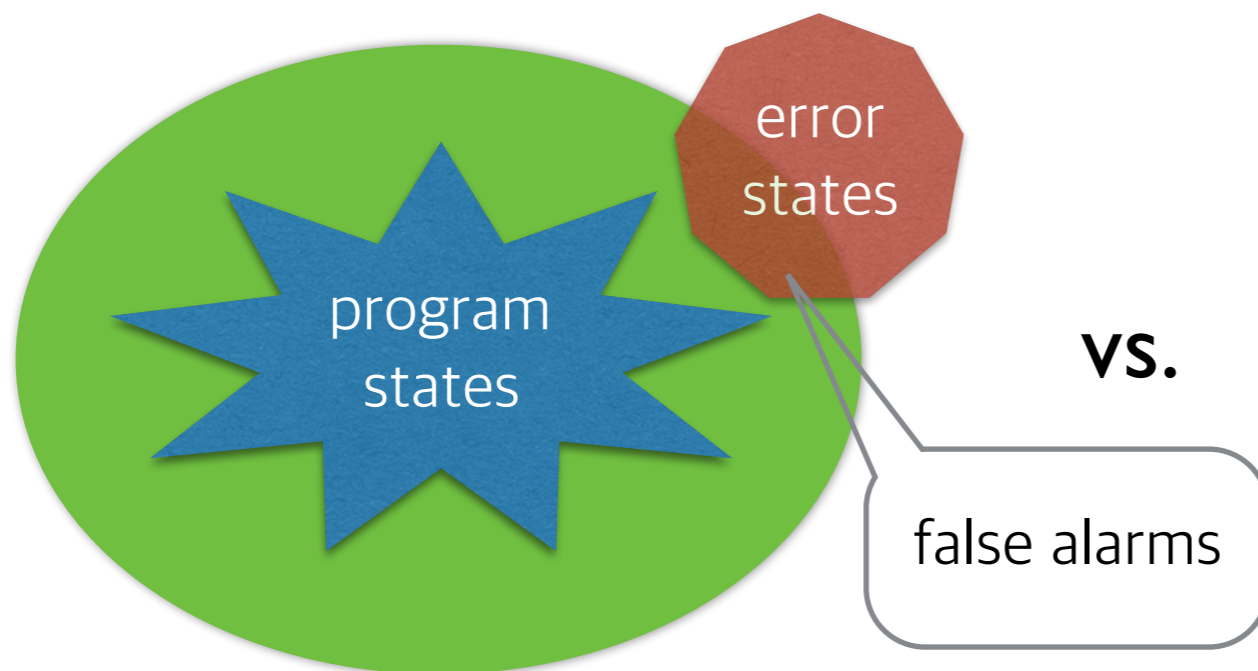 error
states
program
states
vs.
false alarms